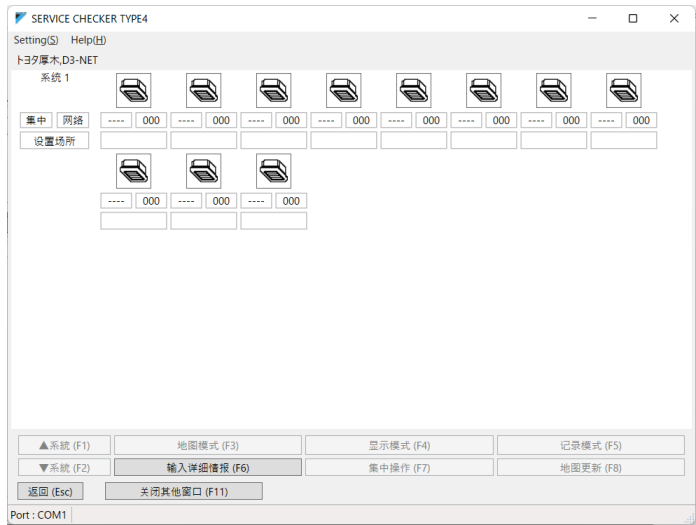 SERVICE CHECKER TYPE4
Setting(S) Help(H)
トヨタ厚木,D3-NET
系统 1
集中 网络 ---- 000 ---- 000 ---- 000 ---- 000 ---- 000 ---- 000 ---- 000 ---- 000
设置场所
---- 000 ---- 000 ---- 000
▲系統 (F1) 地图模式 (F3) 显示模式 (F4) 记录模式 (F5)
▼系統 (F2) 输入详细情报 (F6) 集中操作 (F7) 地图更新 (F8)
返回 (Esc) 关闭其他窗口 (F11)
Port : COM1